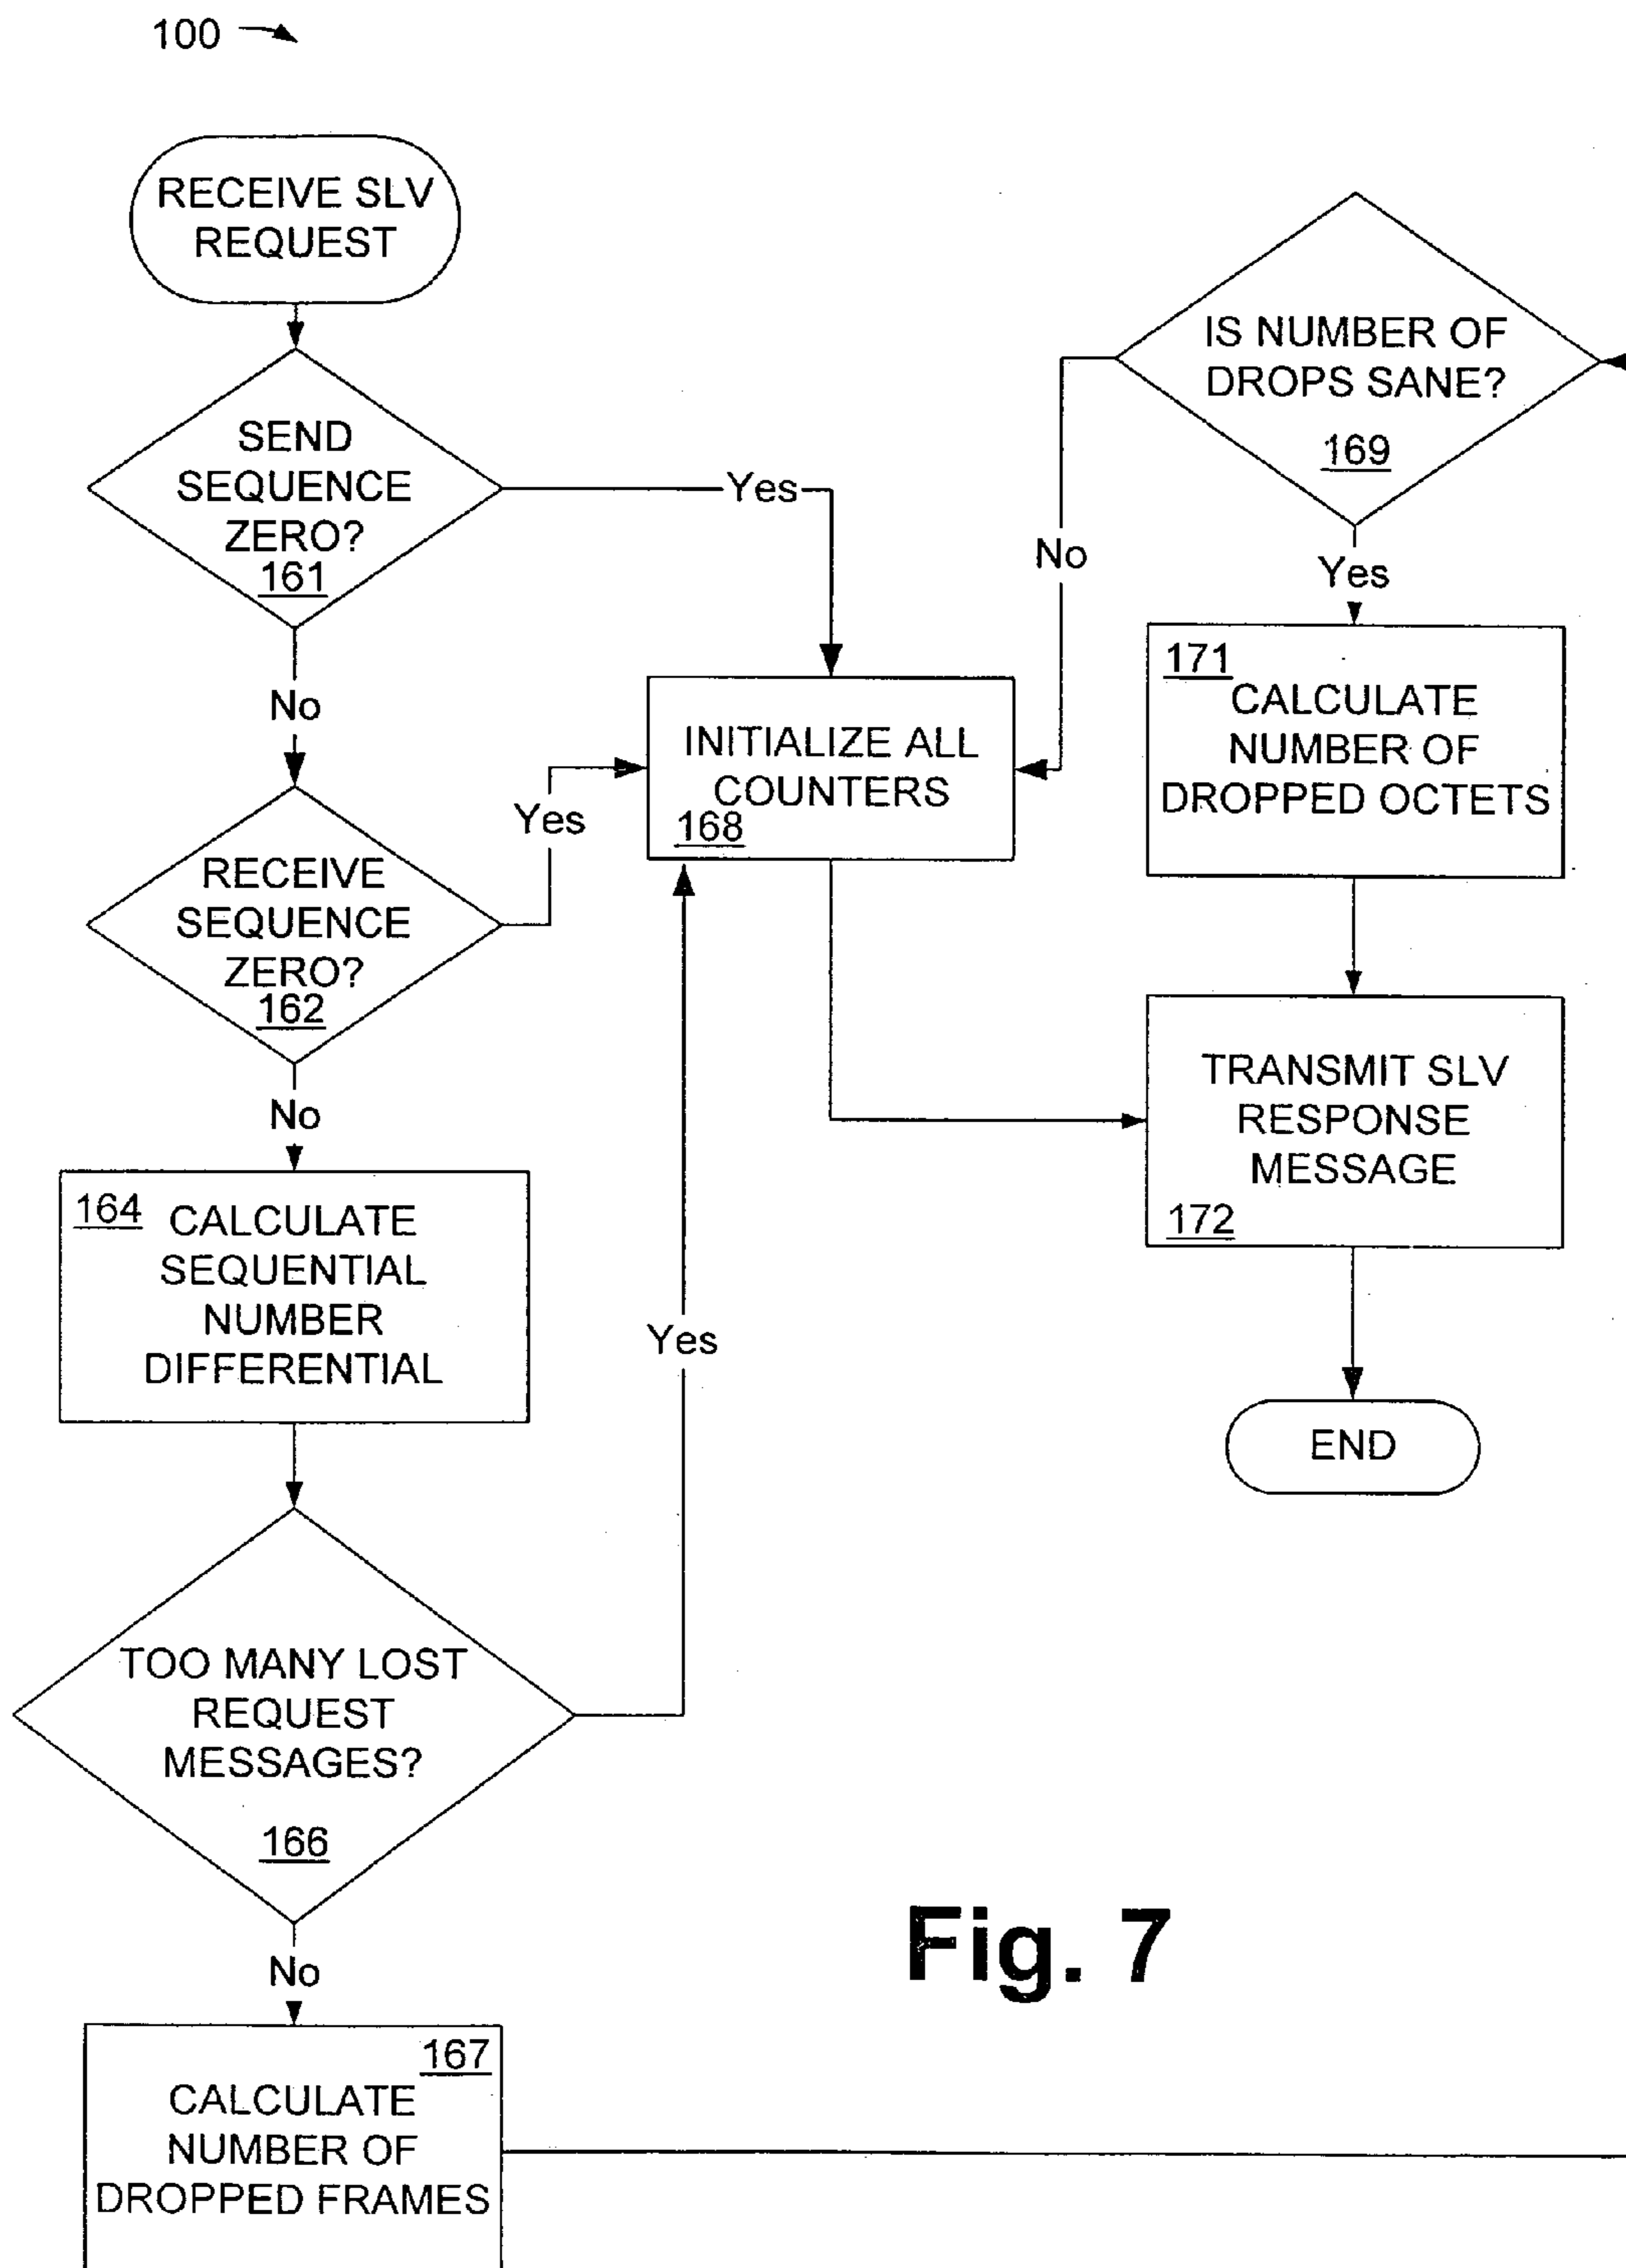 100
RECEIVE SLV
REQUEST
SEND
SEQUENCE
ZERO?
161
Yes
No
RECEIVE
SEQUENCE
ZERO?
162
Yes
No
164
CALCULATE
SEQUENTIAL
NUMBER
DIFFERENTIAL
TOO MANY LOST
REQUEST
MESSAGES?
166
Yes
No
167
CALCULATE
NUMBER OF
DROPPED FRAMES
INITIALIZE ALL
COUNTERS
168
IS NUMBER OF
DROPS SANE?
169
No
Yes
171
CALCULATE
NUMBER OF
DROPPED OCTETS
TRANSMIT SLV
RESPONSE
MESSAGE
172
END
Fig. 7